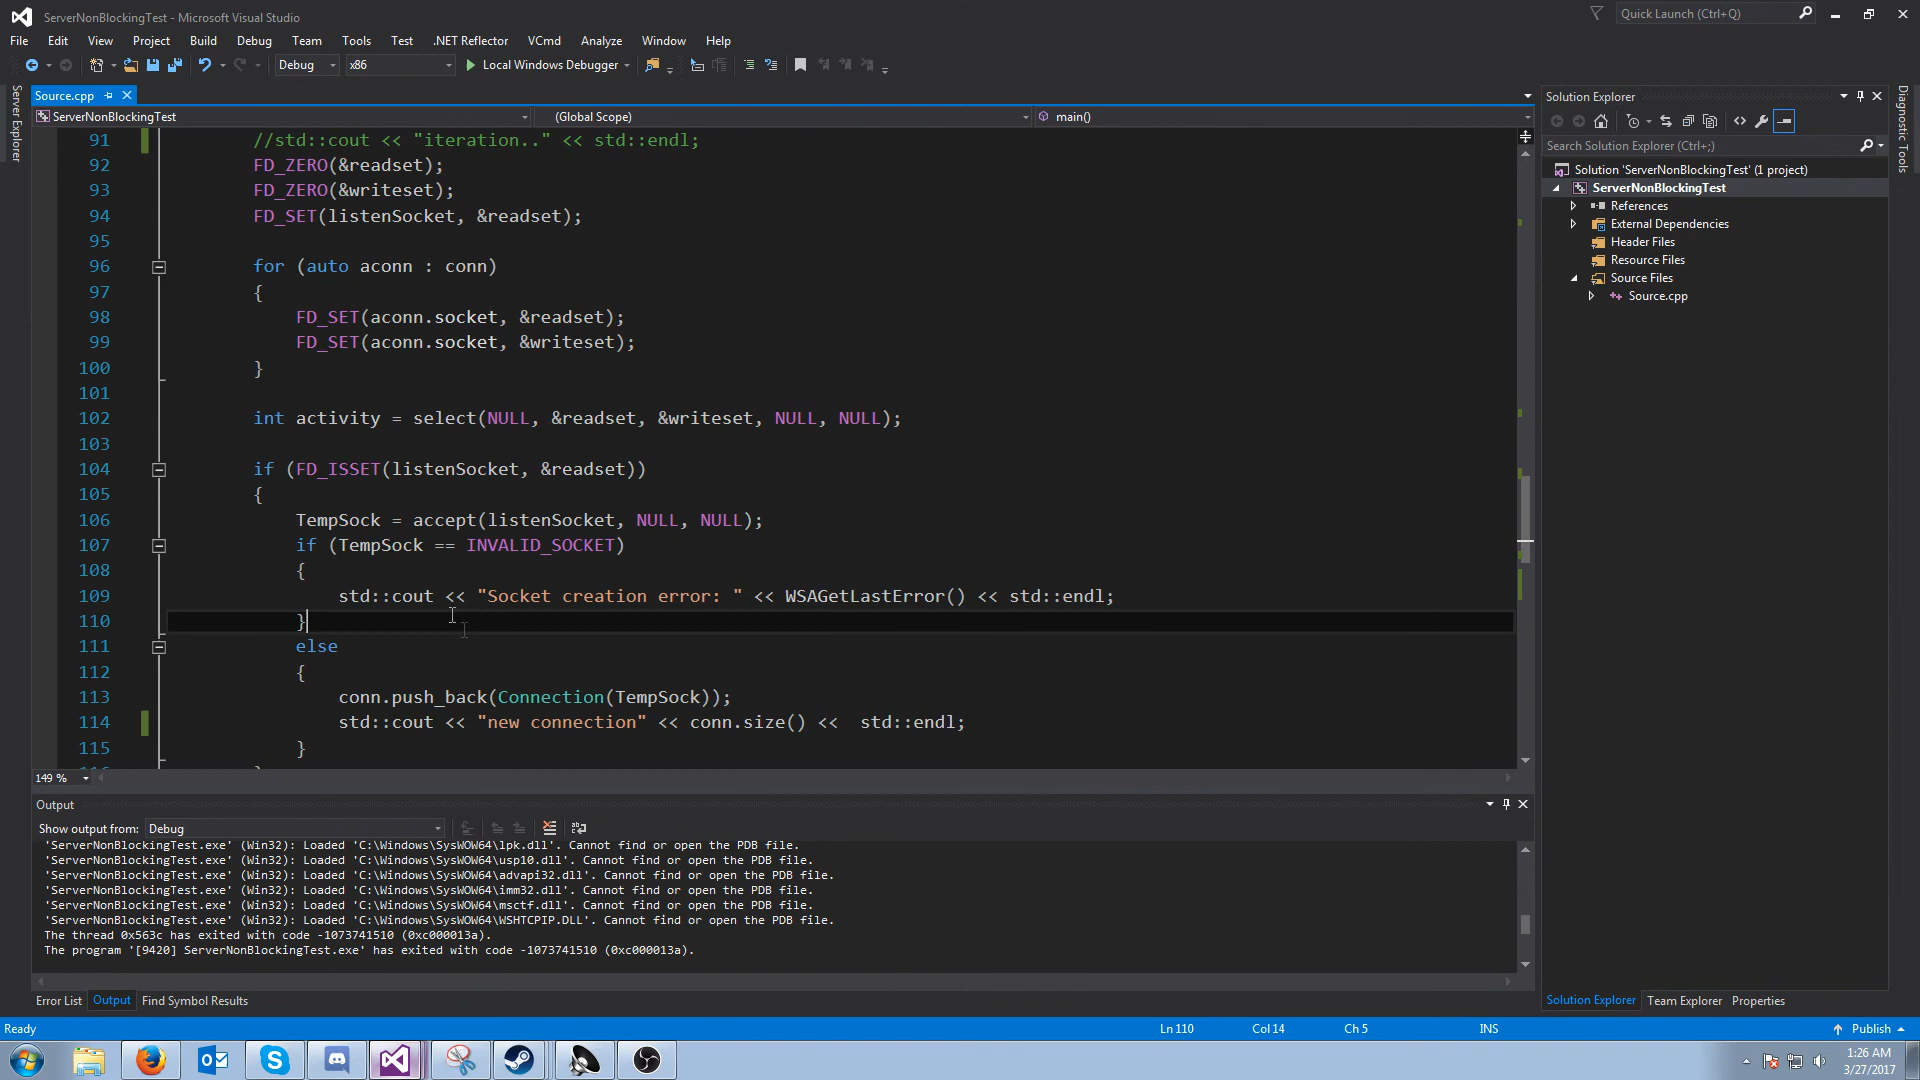 ServerNonBlockingTest - Microsoft Visual Studio
Quick Launch (Ctrl+Q)
File Edit View Project Build Debug Team Tools Test .NET Reflector VCmd Analyze Window Help
Debug x86 Local Windows Debugger
Server Explorer
Source.cpp
ServerNonBlockingTest (Global Scope) main()
91 //std::cout << "iteration.." << std::endl;
92 FD_ZERO(&readset);
93 FD_ZERO(&writeset);
94 FD_SET(listenSocket, &readset);
95
96 for (auto aconn : conn)
97 {
98 FD_SET(aconn.socket, &readset);
99 FD_SET(aconn.socket, &writeset);
100 }
101
102 int activity = select(NULL, &readset, &writeset, NULL, NULL);
103
104 if (FD_ISSET(listenSocket, &readset))
105 {
106 TempSock = accept(listenSocket, NULL, NULL);
107 if (TempSock == INVALID_SOCKET)
108 {
109 std::cout << "Socket creation error: " << WSAGetLastError() << std::endl;
110 }
111 else
112 {
113 conn.push_back(Connection(TempSock));
114 std::cout << "new connection" << conn.size() <<  std::endl;
115 }
149 %
Output
Show output from: Debug
'ServerNonBlockingTest.exe' (Win32): Loaded 'C:\Windows\SysWOW64\lpk.dll'. Cannot find or open the PDB file.
'ServerNonBlockingTest.exe' (Win32): Loaded 'C:\Windows\SysWOW64\usp10.dll'. Cannot find or open the PDB file.
'ServerNonBlockingTest.exe' (Win32): Loaded 'C:\Windows\SysWOW64\advapi32.dll'. Cannot find or open the PDB file.
'ServerNonBlockingTest.exe' (Win32): Loaded 'C:\Windows\SysWOW64\imm32.dll'. Cannot find or open the PDB file.
'ServerNonBlockingTest.exe' (Win32): Loaded 'C:\Windows\SysWOW64\msctf.dll'. Cannot find or open the PDB file.
'ServerNonBlockingTest.exe' (Win32): Loaded 'C:\Windows\SysWOW64\WSHTCPIP.DLL'. Cannot find or open the PDB file.
The thread 0x563c has exited with code -1073741510 (0xc000013a).
The program '[9420] ServerNonBlockingTest.exe' has exited with code -1073741510 (0xc000013a).
Error List Output Find Symbol Results
Solution Explorer
Search Solution Explorer (Ctrl+;)
Solution 'ServerNonBlockingTest' (1 project)
ServerNonBlockingTest
References
External Dependencies
Header Files
Resource Files
Source Files
Source.cpp
Solution Explorer Team Explorer Properties
Diagnostic Tools
Ready Ln 110 Col 14 Ch 5 INS Publish
1:26 AM
3/27/2017